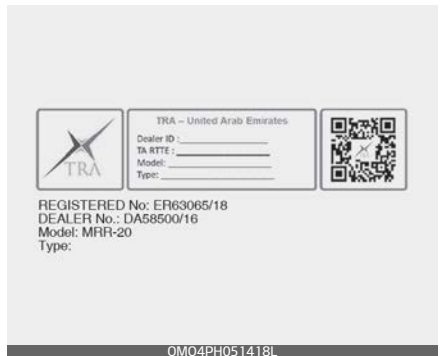 TRA – United Arab Emirates
Dealer ID :
TA RTTE :
Model:
Type:
TRA
REGISTERED No: ER63065/18
DEALER No.: DA58500/16
Model: MRR-20
Type:
OMO4PH051418L